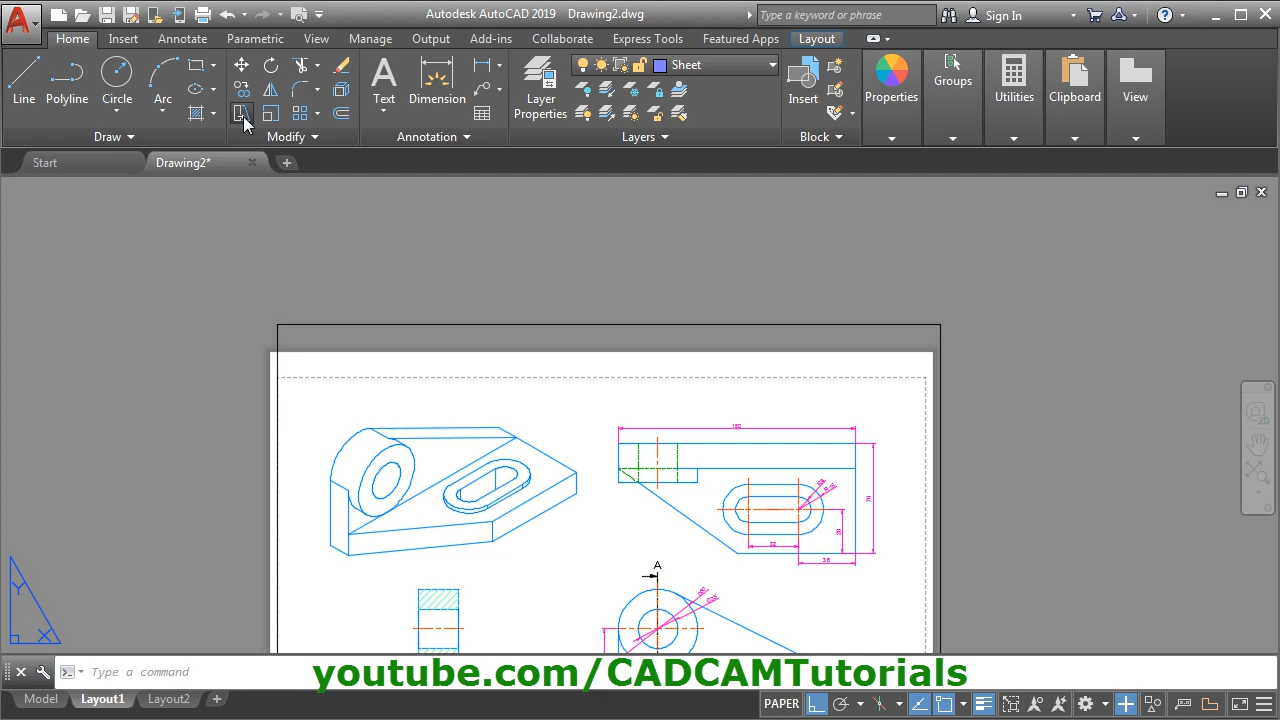 Autodesk AutoCAD 2019 Drawing2.dwg
Type a keyword or phrase
Sign In
Home Insert Annotate Parametric View Manage Output Add-ins Collaborate Express Tools Featured Apps Layout
Line Polyline Circle Arc
Text Dimension
Layer Properties
Sheet
Insert
Properties Groups Utilities Clipboard View
Draw Modify Annotation Layers Block
Start Drawing2*
150
70
A
Y
X
Type a command
youtube.com/CADCAMTutorials
Model Layout1 Layout2
PAPER